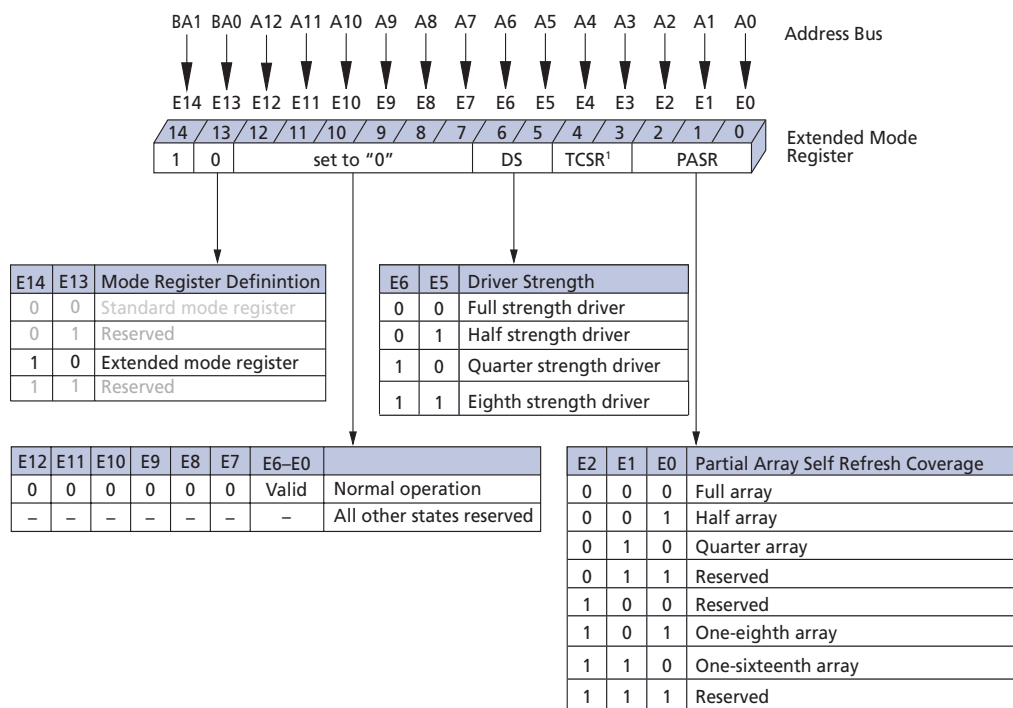 BA1 BA0 A12 A11 A10 A9 A8 A7 A6 A5 A4 A3 A2 A1 A0 Address Bus
E14 E13 E12 E11 E10 E9 E8 E7 E6 E5 E4 E3 E2 E1 E0
14 13 12 11 10 9 8 7 6 5 4 3 2 1 0 Extended Mode
Register
1 0 set to “0” DS TCSR¹ PASR
E14 E13 Mode Register Definintion
0 0 Standard mode register
0 1 Reserved
1 0 Extended mode register
1 1 Reserved
E6 E5 Driver Strength
0 0 Full strength driver
0 1 Half strength driver
1 0 Quarter strength driver
1 1 Eighth strength driver
E12 E11 E10 E9 E8 E7 E6–E0
0 0 0 0 0 0 Valid Normal operation
– – – – – – – All other states reserved
E2 E1 E0 Partial Array Self Refresh Coverage
0 0 0 Full array
0 0 1 Half array
0 1 0 Quarter array
0 1 1 Reserved
1 0 0 Reserved
1 0 1 One-eighth array
1 1 0 One-sixteenth array
1 1 1 Reserved